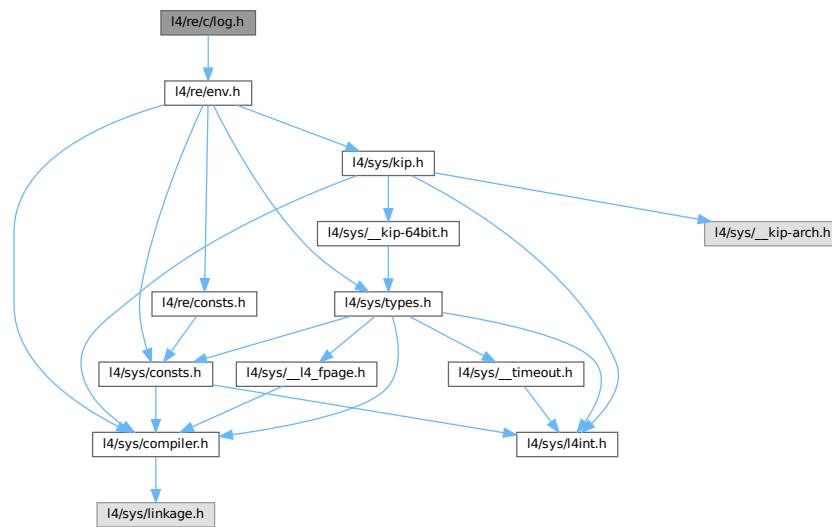 l4/re/c/log.h
l4/re/env.h
l4/sys/kip.h
l4/sys/__kip-64bit.h
l4/sys/__kip-arch.h
l4/re/consts.h
l4/sys/types.h
l4/sys/consts.h
l4/sys/__l4_fpage.h
l4/sys/__timeout.h
l4/sys/compiler.h
l4/sys/l4int.h
l4/sys/linkage.h